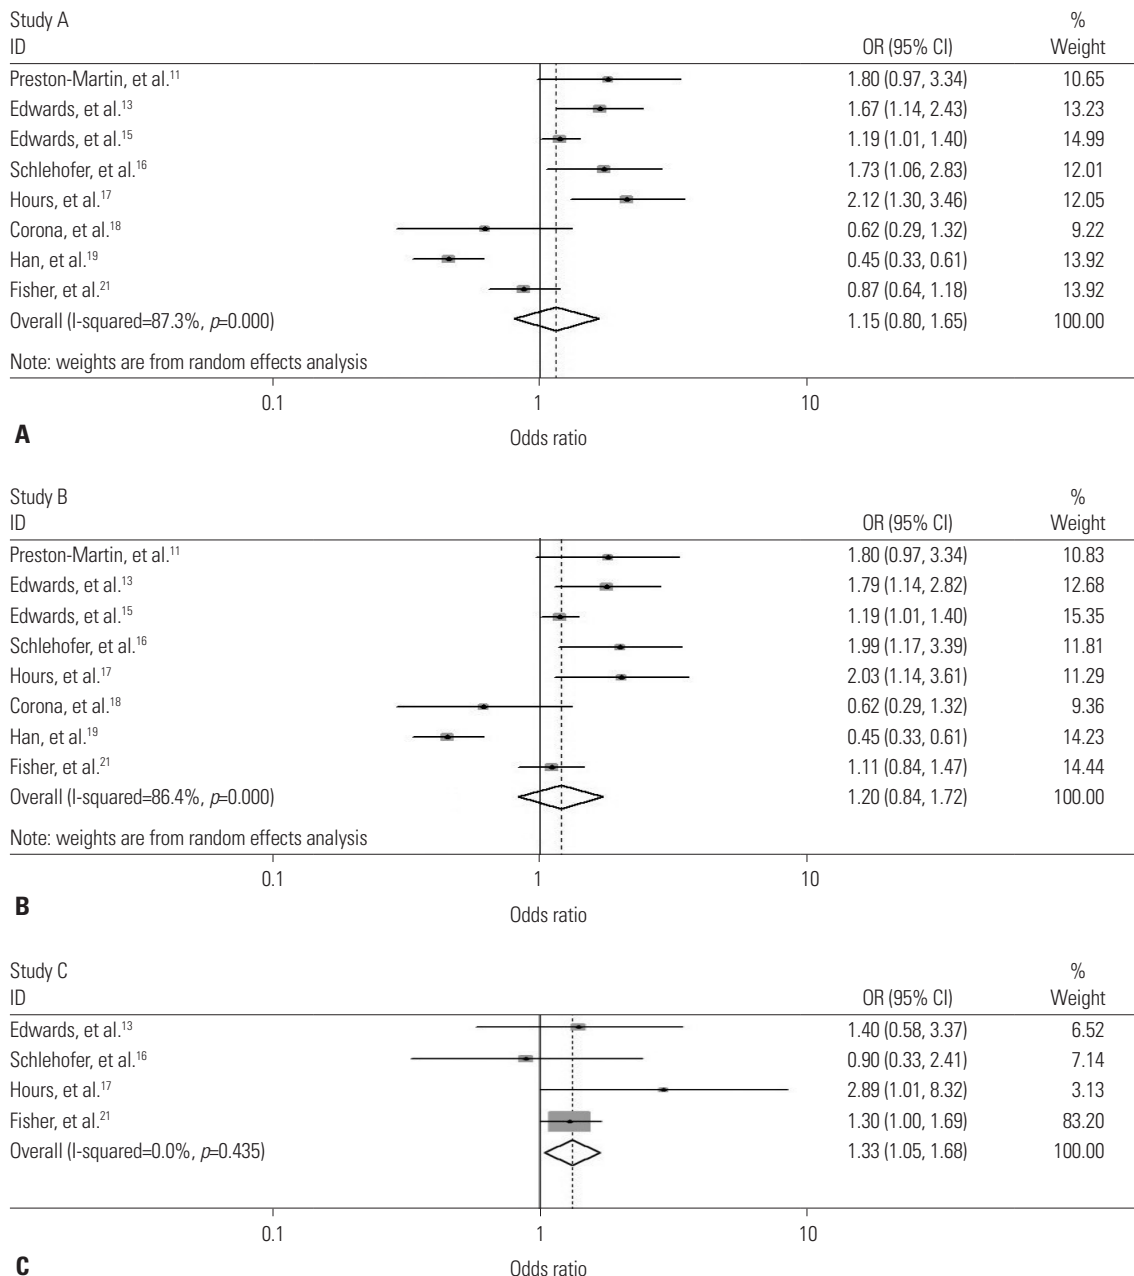 Study A %
ID OR (95% CI) Weight
Preston-Martin, et al.11 1.80 (0.97, 3.34) 10.65
Edwards, et al.13 1.67 (1.14, 2.43) 13.23
Edwards, et al.15 1.19 (1.01, 1.40) 14.99
Schlehofer, et al.16 1.73 (1.06, 2.83) 12.01
Hours, et al.17 2.12 (1.30, 3.46) 12.05
Corona, et al.18 0.62 (0.29, 1.32) 9.22
Han, et al.19 0.45 (0.33, 0.61) 13.92
Fisher, et al.21 0.87 (0.64, 1.18) 13.92
Overall (I-squared=87.3%, p=0.000) 1.15 (0.80, 1.65) 100.00
Note: weights are from random effects analysis
0.1 1 10
A Odds ratio
Study B %
ID OR (95% CI) Weight
Preston-Martin, et al.11 1.80 (0.97, 3.34) 10.83
Edwards, et al.13 1.79 (1.14, 2.82) 12.68
Edwards, et al.15 1.19 (1.01, 1.40) 15.35
Schlehofer, et al.16 1.99 (1.17, 3.39) 11.81
Hours, et al.17 2.03 (1.14, 3.61) 11.29
Corona, et al.18 0.62 (0.29, 1.32) 9.36
Han, et al.19 0.45 (0.33, 0.61) 14.23
Fisher, et al.21 1.11 (0.84, 1.47) 14.44
Overall (I-squared=86.4%, p=0.000) 1.20 (0.84, 1.72) 100.00
Note: weights are from random effects analysis
0.1 1 10
B Odds ratio
Study C %
ID OR (95% CI) Weight
Edwards, et al.13 1.40 (0.58, 3.37) 6.52
Schlehofer, et al.16 0.90 (0.33, 2.41) 7.14
Hours, et al.17 2.89 (1.01, 8.32) 3.13
Fisher, et al.21 1.30 (1.00, 1.69) 83.20
Overall (I-squared=0.0%, p=0.435) 1.33 (1.05, 1.68) 100.00
0.1 1 10
C Odds ratio